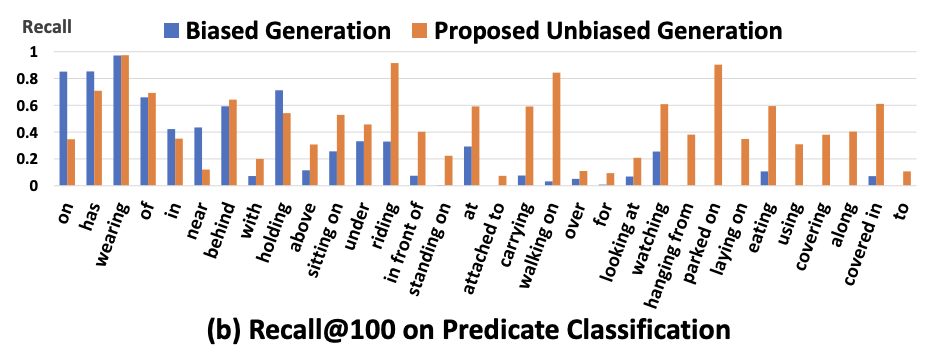 Recall
Biased Generation
Proposed Unbiased Generation
1
0.8
0.6
0.4
0.2
0
on
has
wearing
of
in
near
behind
with
holding
above
sitting on
under
riding
in front of
standing on
at
attached to
carrying
walking on
over
for
looking at
watching
hanging from
parked on
laying on
eating
using
covering
along
covered in
to
(b) Recall@100 on Predicate Classification